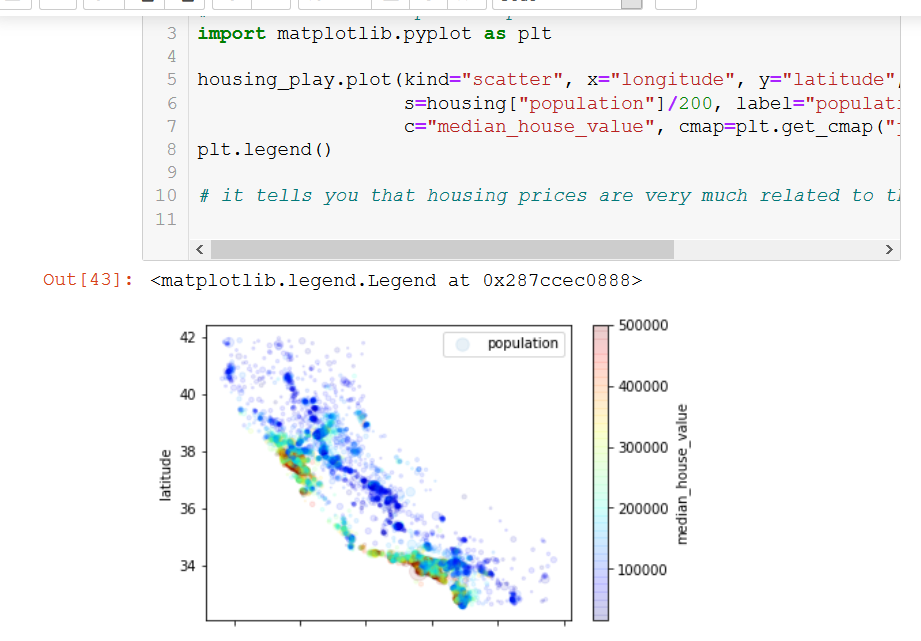 3 import matplotlib.pyplot as plt
4
5 housing_play.plot(kind="scatter", x="longitude", y="latitude",
6 s=housing["population"]/200, label="populati
7 c="median_house_value", cmap=plt.get_cmap("j
8 plt.legend()
9
10 # it tells you that housing prices are very much related to th
11
Out[43]: <matplotlib.legend.Legend at 0x287ccec0888>
population
42
40
38
36
34
latitude
500000
400000
300000
200000
100000
median_house_value